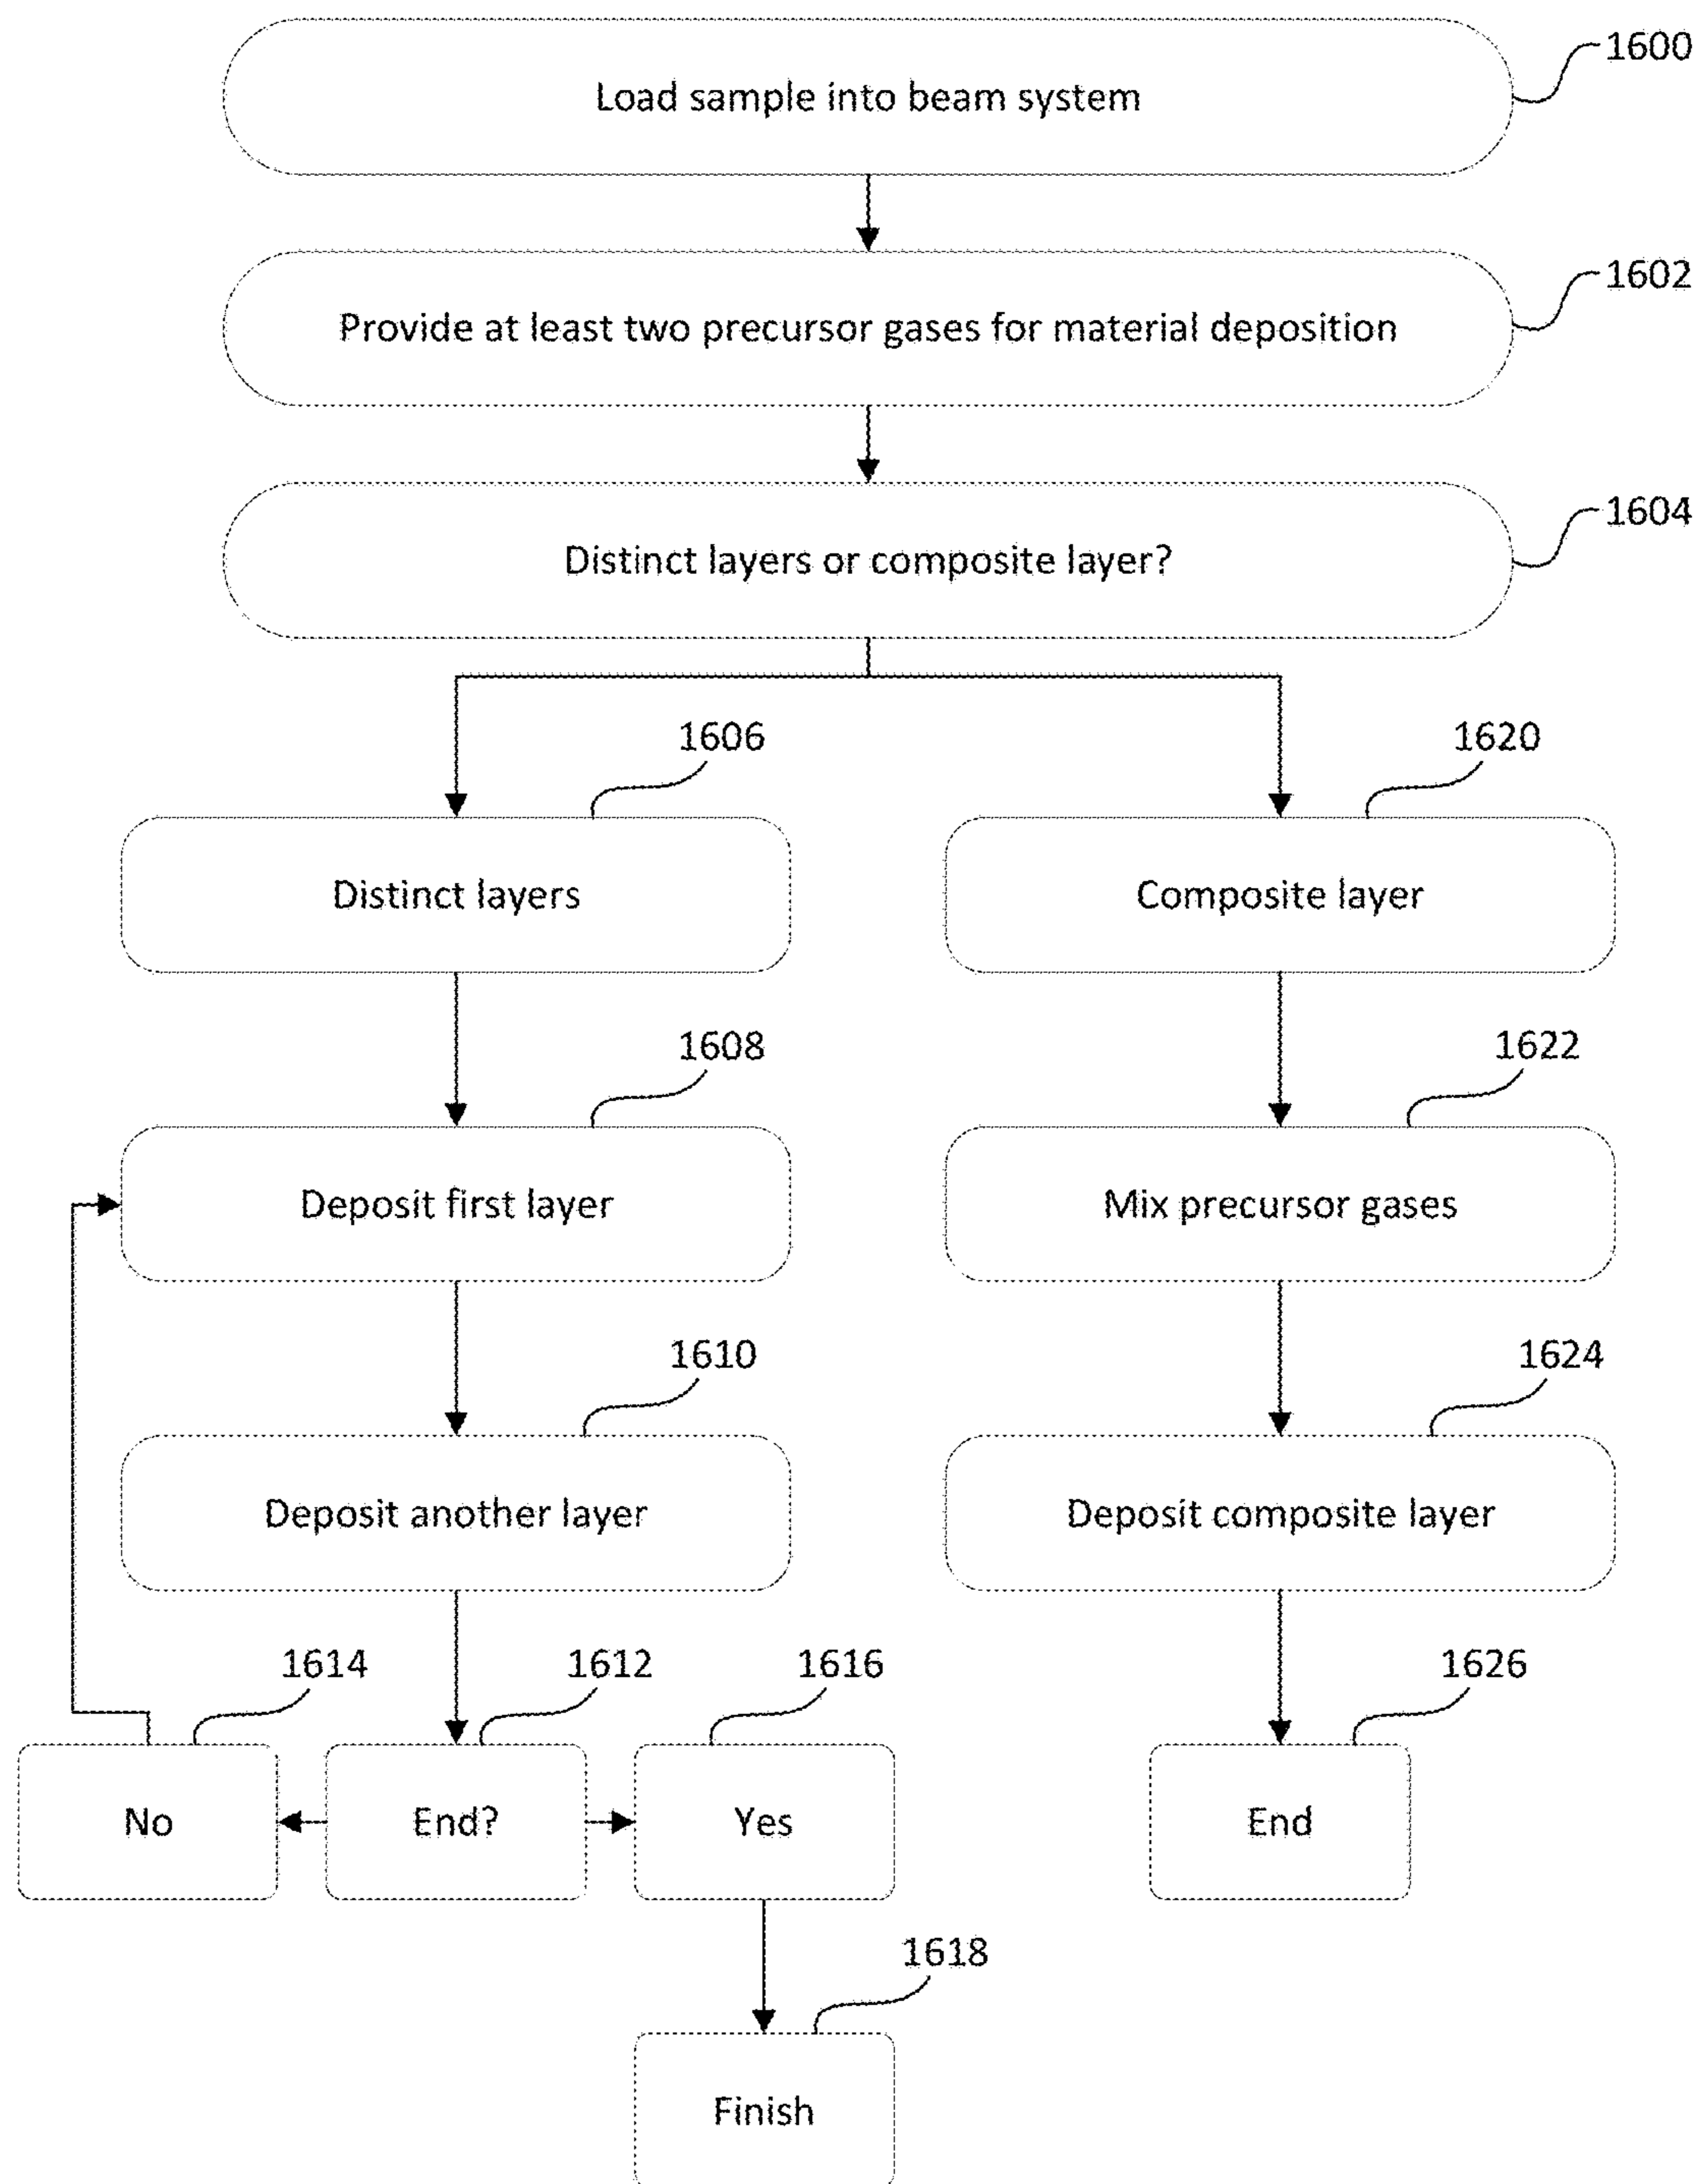 1600
Load sample into beam system
1602
Provide at least two precursor gases for material deposition
1604
Distinct layers or composite layer?
1606
1620
Distinct layers
Composite layer
1608
1622
Deposit first layer
Mix precursor gases
1610
1624
Deposit another layer
Deposit composite layer
1614
1612
1616
1626
No
End?
Yes
End
1618
Finish